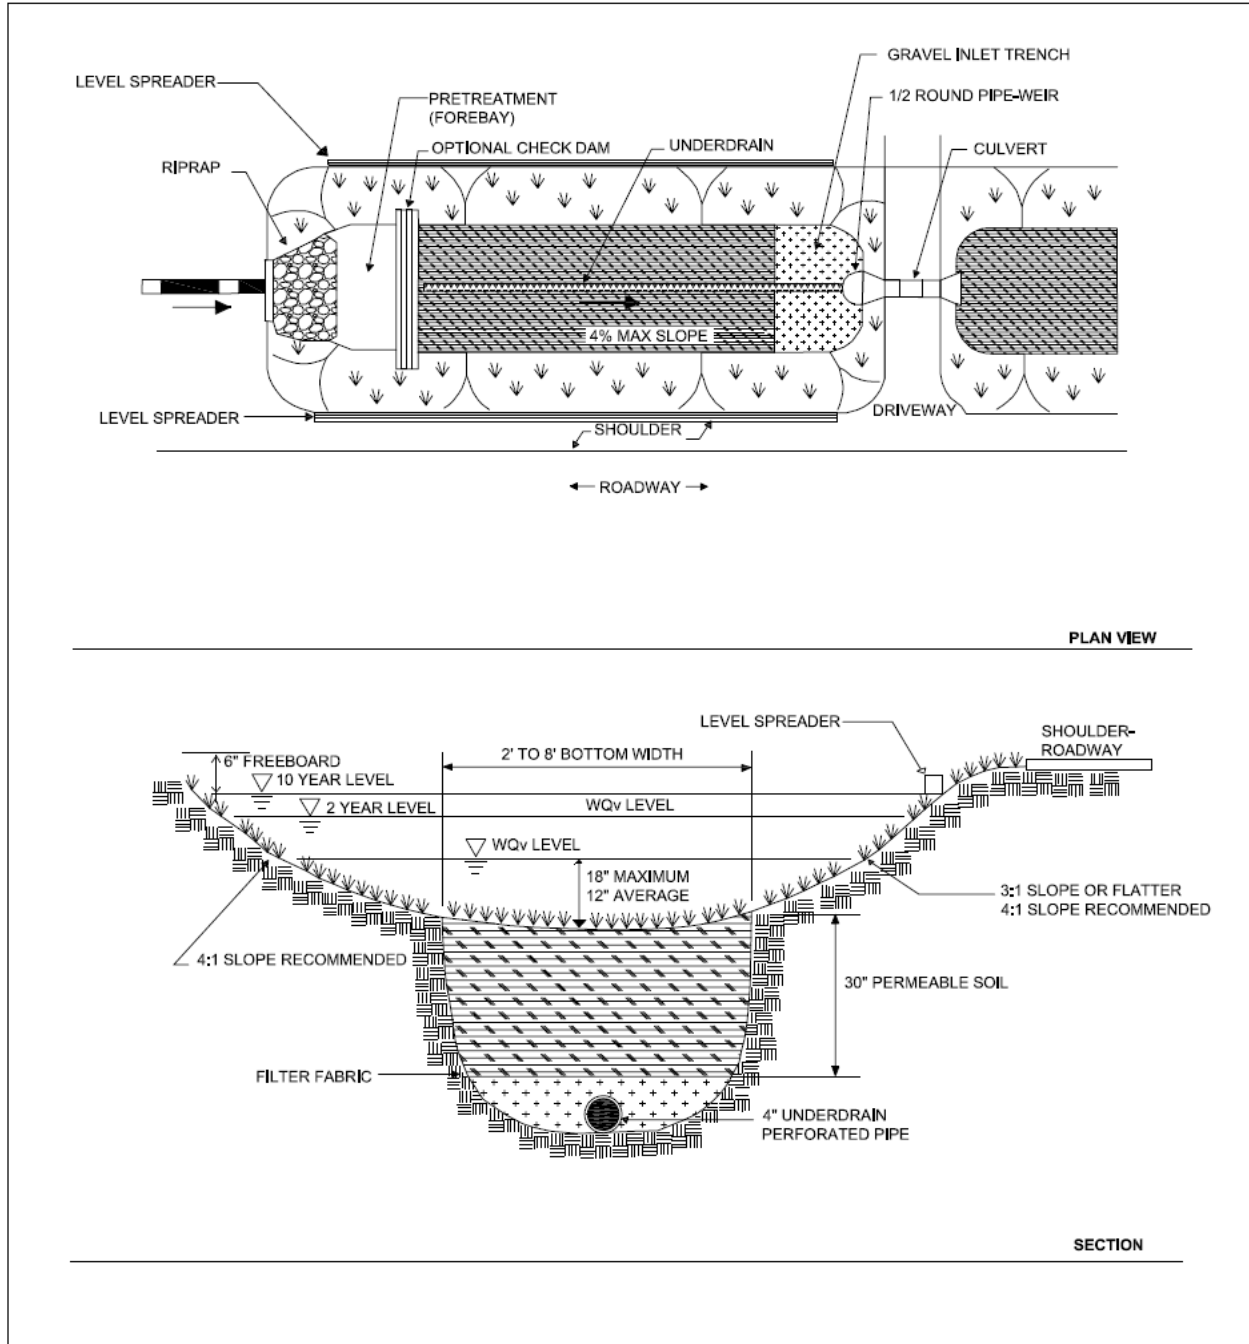 GRAVEL INLET TRENCH
LEVEL SPREADER
PRETREATMENT
(FOREBAY)
1/2 ROUND PIPE-WEIR
OPTIONAL CHECK DAM
UNDERDRAIN
CULVERT
RIPRAP
4% MAX SLOPE
LEVEL SPREADER
DRIVEWAY
SHOULDER
ROADWAY
PLAN VIEW
LEVEL SPREADER
SHOULDER-
ROADWAY
6" FREEBOARD
2' TO 8' BOTTOM WIDTH
10 YEAR LEVEL
2 YEAR LEVEL
WQv LEVEL
WQv LEVEL
18" MAXIMUM
12" AVERAGE
3:1 SLOPE OR FLATTER
4:1 SLOPE RECOMMENDED
4:1 SLOPE RECOMMENDED
30" PERMEABLE SOIL
FILTER FABRIC
4" UNDERDRAIN
PERFORATED PIPE
SECTION